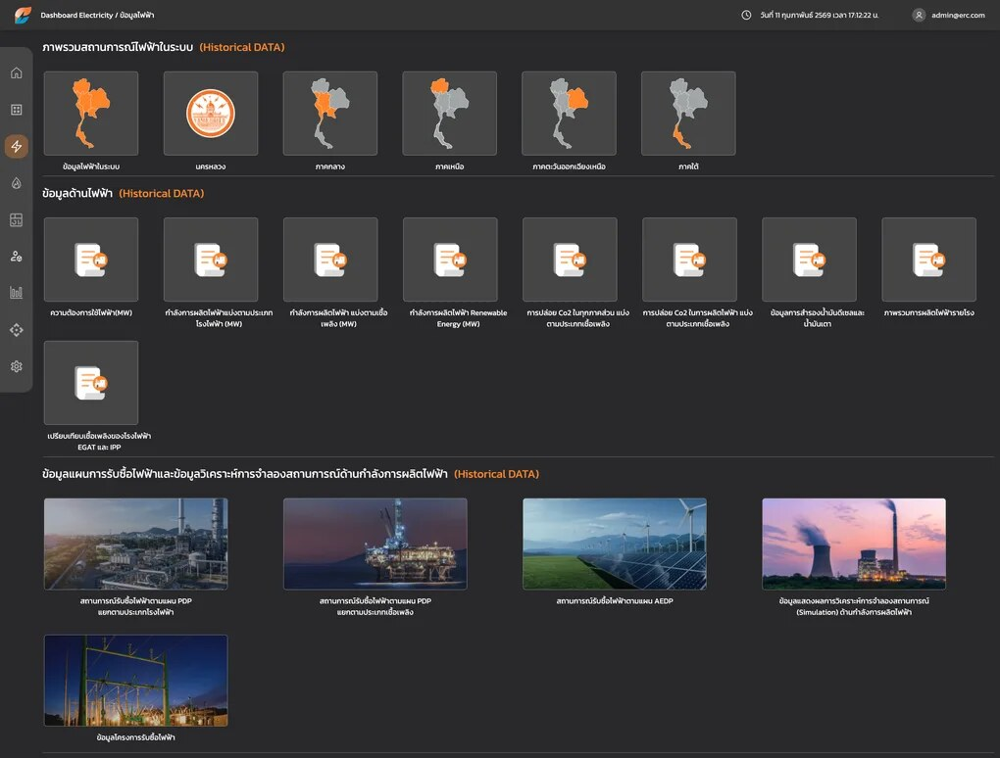 Dashboard Electricity / ข้อมูลไฟฟ้า
วันที่ 11 กุมภาพันธ์ 2569 เวลา 17:12:22 น.
admin@erc.com
ภาพรวมสถานการณ์ไฟฟ้าในระบบ (Historical DATA)
ข้อมูลไฟฟ้าในระบบ
นครหลวง
ภาคกลาง
ภาคเหนือ
ภาคตะวันออกเฉียงเหนือ
ภาคใต้
ข้อมูลด้านไฟฟ้า (Historical DATA)
ความต้องการใช้ไฟฟ้า(MW)
กำลังการผลิตไฟฟ้าแบ่งตามประเภท
โรงไฟฟ้า (MW)
กำลังการผลิตไฟฟ้า แบ่งตามเชื้อ
เพลิง (MW)
กำลังการผลิตไฟฟ้า Renewable
Energy (MW)
การปล่อย Co2 ในทุกภาคส่วน แบ่ง
ตามประเภทเชื้อเพลิง
การปล่อย Co2 ในการผลิตไฟฟ้า แบ่ง
ตามประเภทเชื้อเพลิง
ข้อมูลการสำรองน้ำมันดีเซลและ
น้ำมันเตา
ภาพรวมการผลิตไฟฟ้ารายโรง
เปรียบเทียบเชื้อเพลิงของโรงไฟฟ้า
EGAT และ IPP
ข้อมูลแผนการรับซื้อไฟฟ้าและข้อมูลวิเคราะห์การจำลองสถานการณ์ด้านกำลังการผลิตไฟฟ้า (Historical DATA)
สถานการณ์รับซื้อไฟฟ้าตามแผน PDP
แยกตามประเภทโรงไฟฟ้า
สถานการณ์รับซื้อไฟฟ้าตามแผน PDP
แยกตามประเภทเชื้อเพลิง
สถานการณ์รับซื้อไฟฟ้าตามแผน AEDP
ข้อมูลแสดงผลการวิเคราะห์การจำลองสถานการณ์
(Simulation) ด้านกำลังการผลิตไฟฟ้า
ข้อมูลโครงการรับซื้อไฟฟ้า